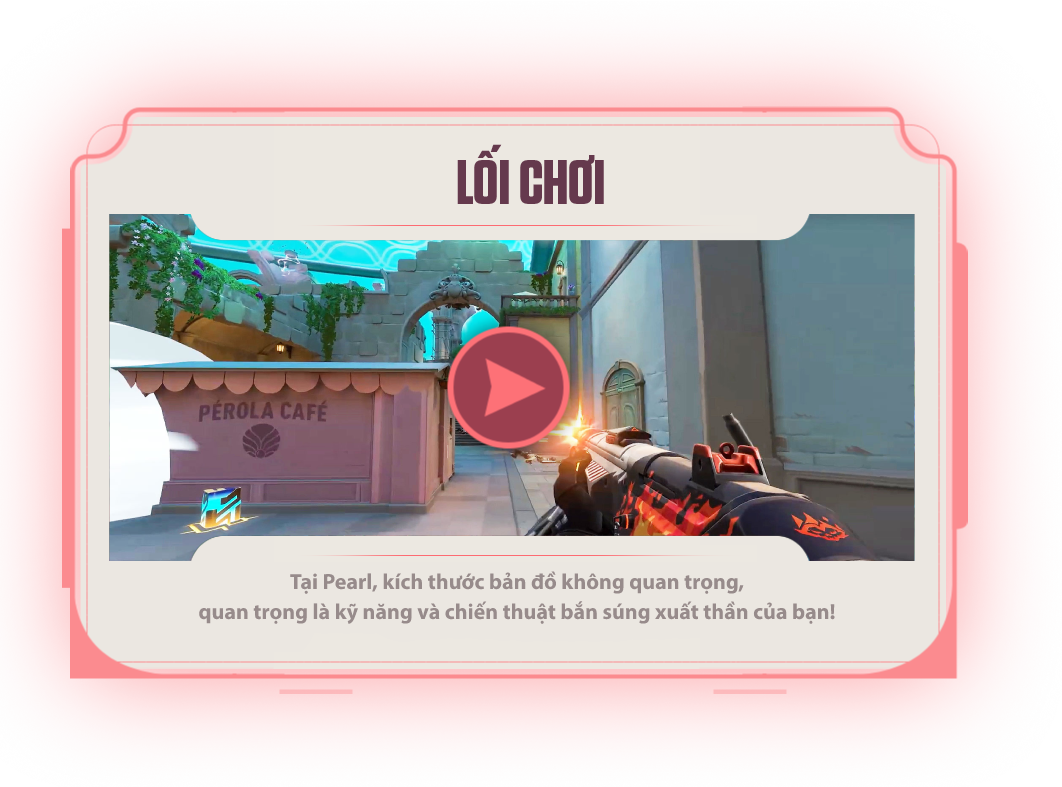 LỐI CHƠI
PÉROLA CAFÉ
Tại Pearl, kích thước bản đồ không quan trọng,
quan trọng là kỹ năng và chiến thuật bắn súng xuất thần của bạn!